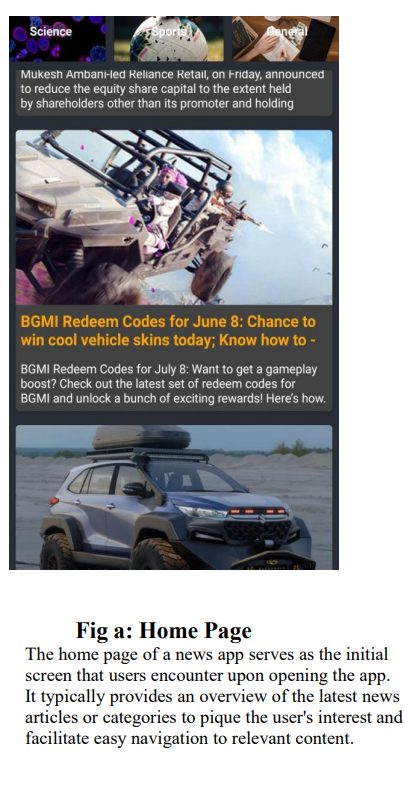 Science
Sports
General
Mukesh Ambani-led Reliance Retail, on Friday, announced
to reduce the equity share capital to the extent held
by shareholders other than its promoter and holding
BGMI Redeem Codes for June 8: Chance to
win cool vehicle skins today; Know how to -
BGMI Redeem Codes for July 8: Want to get a gameplay
boost? Check out the latest set of redeem codes for
BGMI and unlock a bunch of exciting rewards! Here's how.
Fig a: Home Page
The home page of a news app serves as the initial
screen that users encounter upon opening the app.
It typically provides an overview of the latest news
articles or categories to pique the user's interest and
facilitate easy navigation to relevant content.